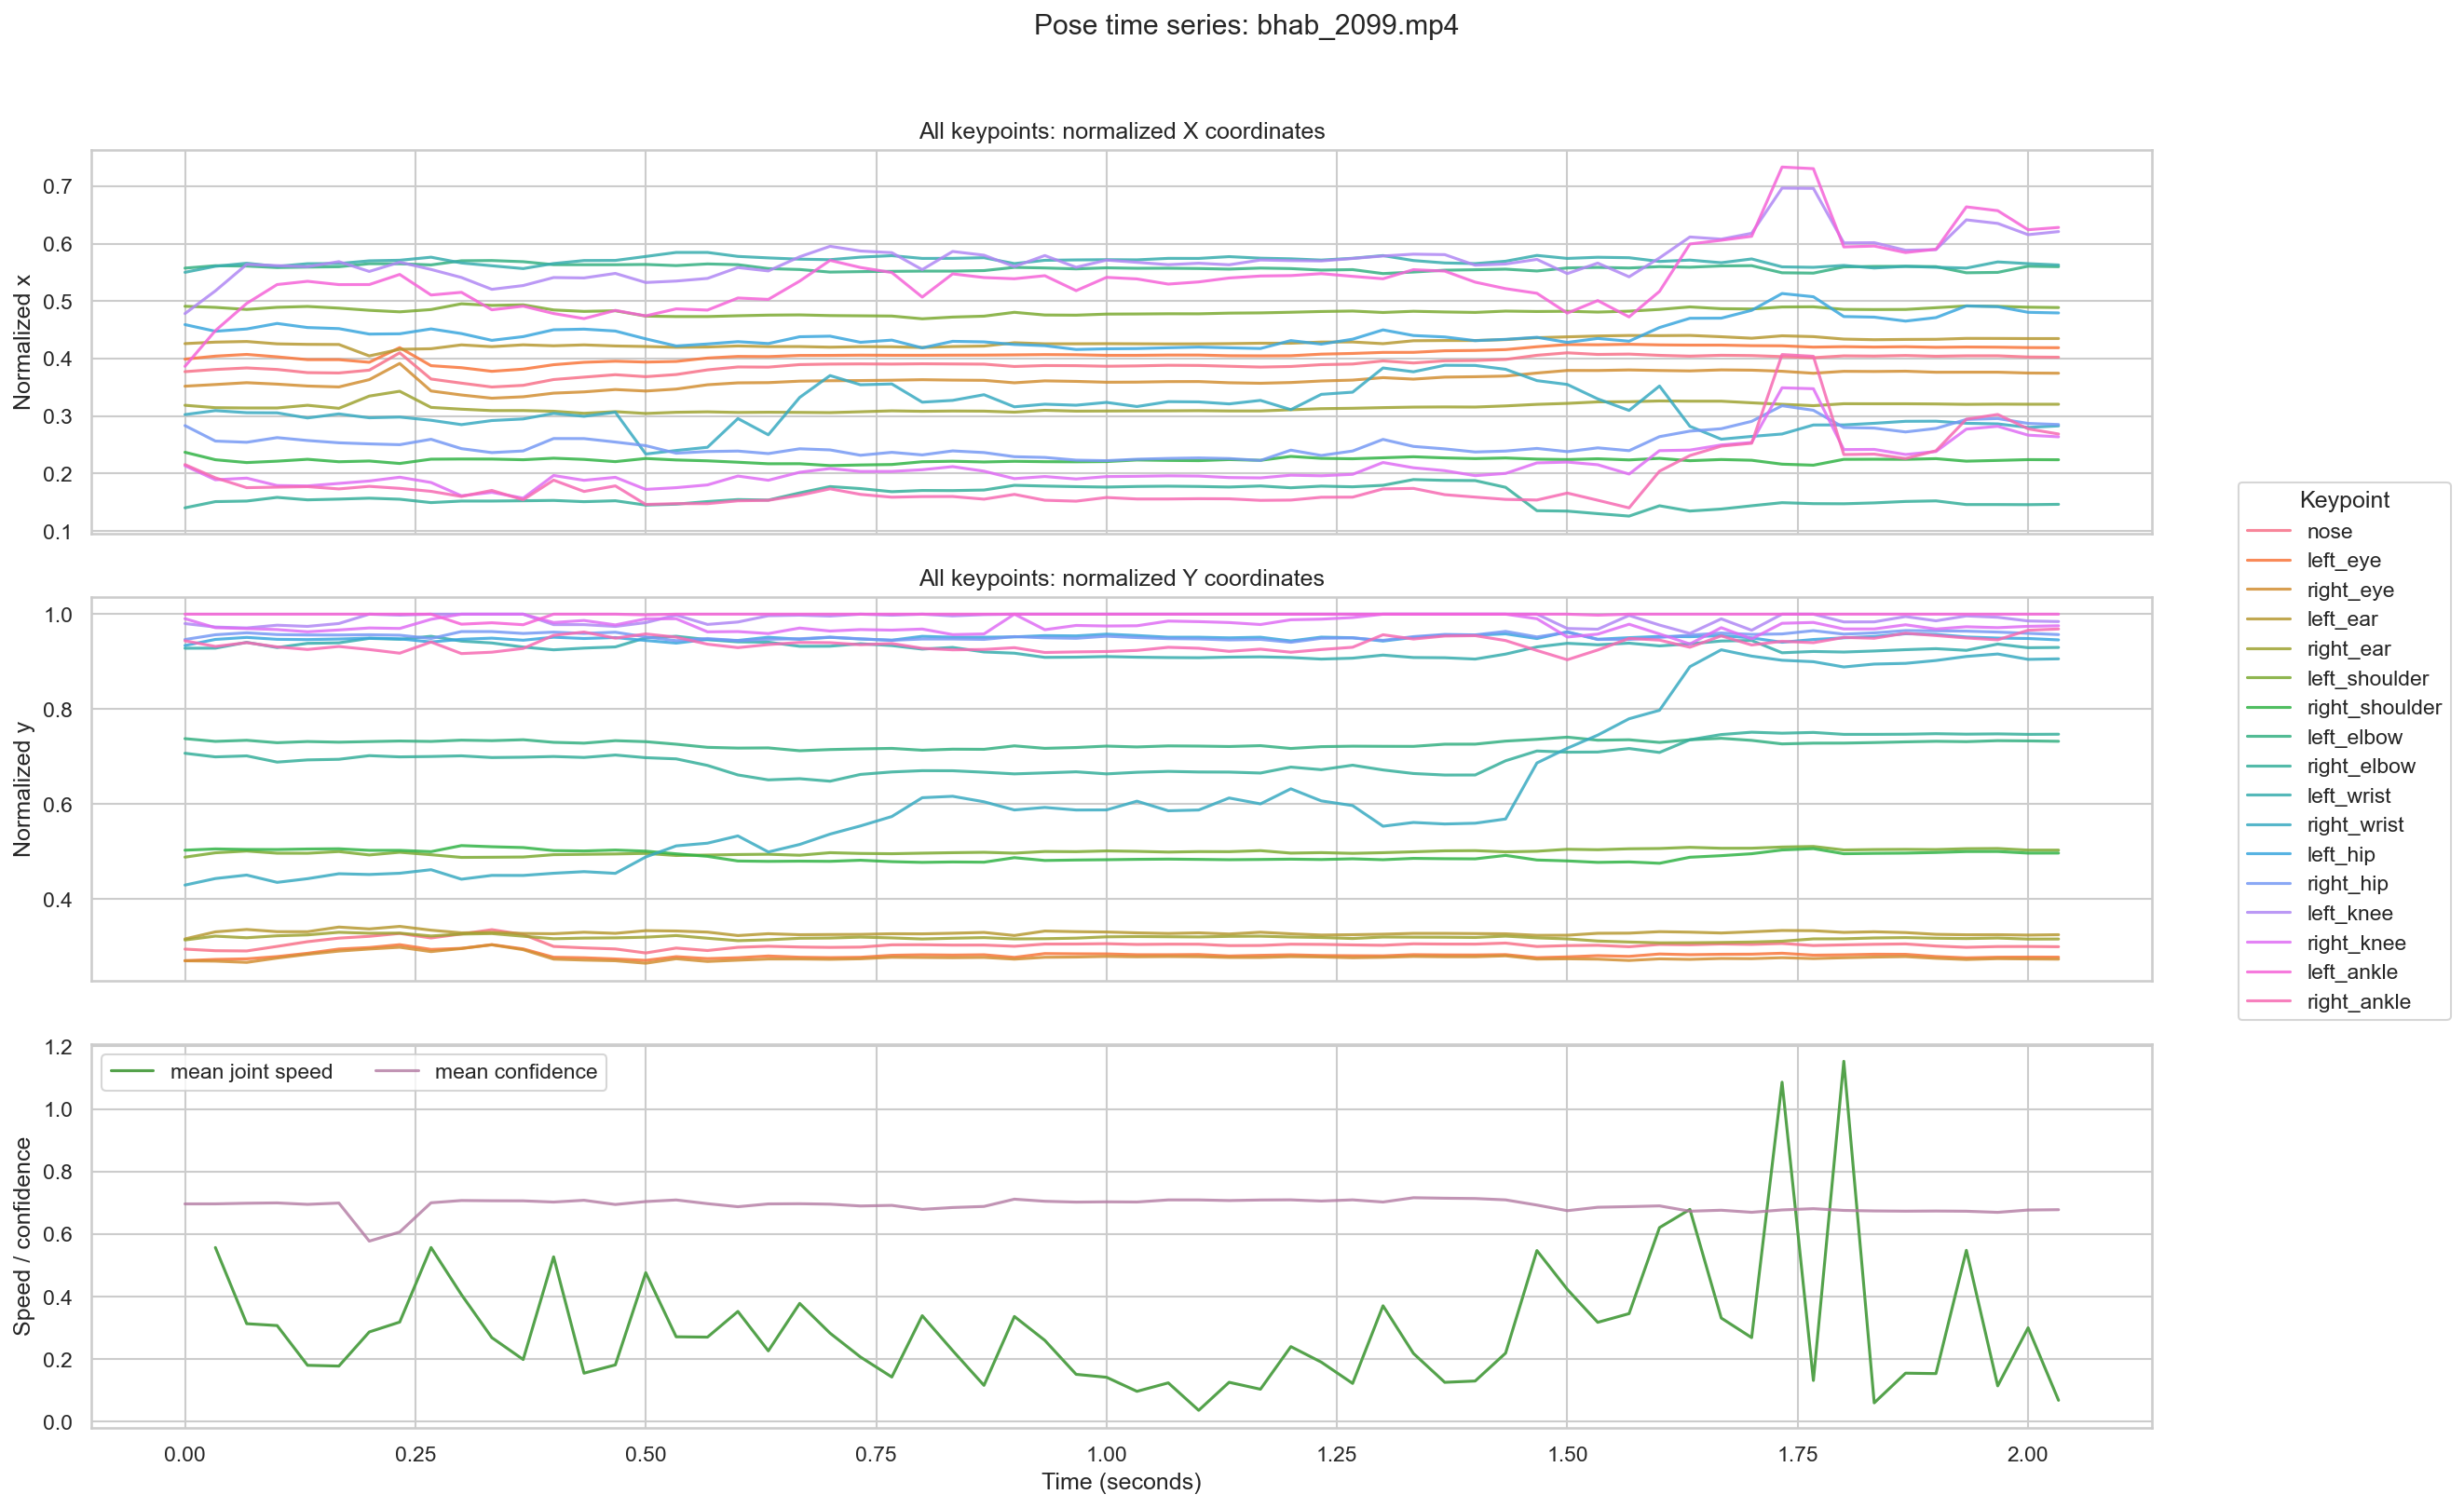 Pose time series: bhab_2099.mp4
All keypoints: normalized X coordinates
Normalized x
0.7
0.6
0.5
0.4
0.3
0.2
0.1
All keypoints: normalized Y coordinates
Normalized y
1.0
0.8
0.6
0.4
Keypoint
nose
left_eye
right_eye
left_ear
right_ear
left_shoulder
right_shoulder
left_elbow
right_elbow
left_wrist
right_wrist
left_hip
right_hip
left_knee
right_knee
left_ankle
right_ankle
mean joint speed mean confidence
Speed / confidence
1.2
1.0
0.8
0.6
0.4
0.2
0.0
0.00 0.25 0.50 0.75 1.00 1.25 1.50 1.75 2.00
Time (seconds)